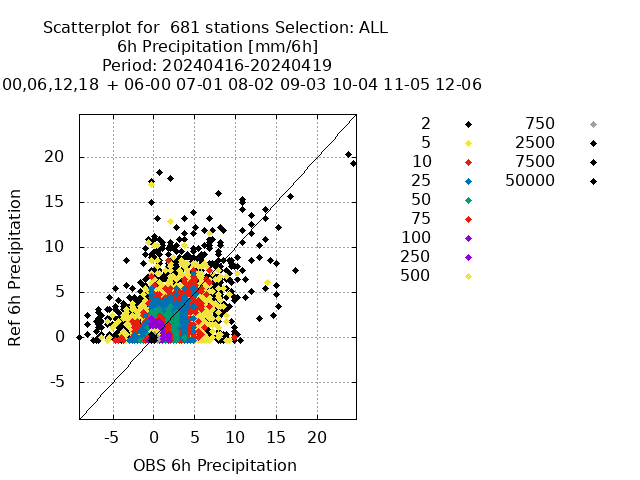 Scatterplot for  681 stations Selection: ALL
6h Precipitation [mm/6h]
Period: 20240416-20240419
00,06,12,18 + 06-00 07-01 08-02 09-03 10-04 11-05 12-06
2
5
10
25
50
75
100
250
500
750
2500
7500
50000
Ref 6h Precipitation
20
15
10
5
0
-5
-5 0 5 10 15 20
OBS 6h Precipitation